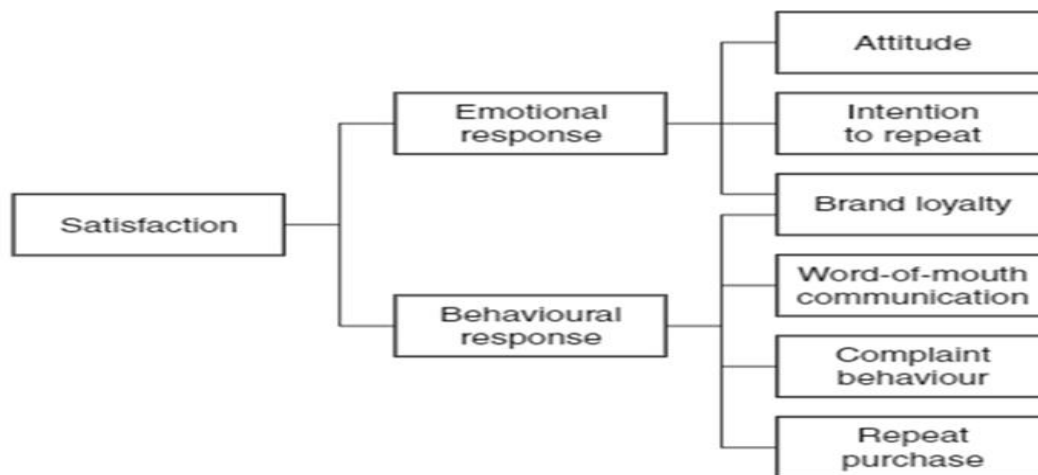 Satisfaction
Emotional
response
Behavioural
response
Attitude
Intention
to repeat
Brand loyalty
Word-of-mouth
communication
Complaint
behaviour
Repeat
purchase